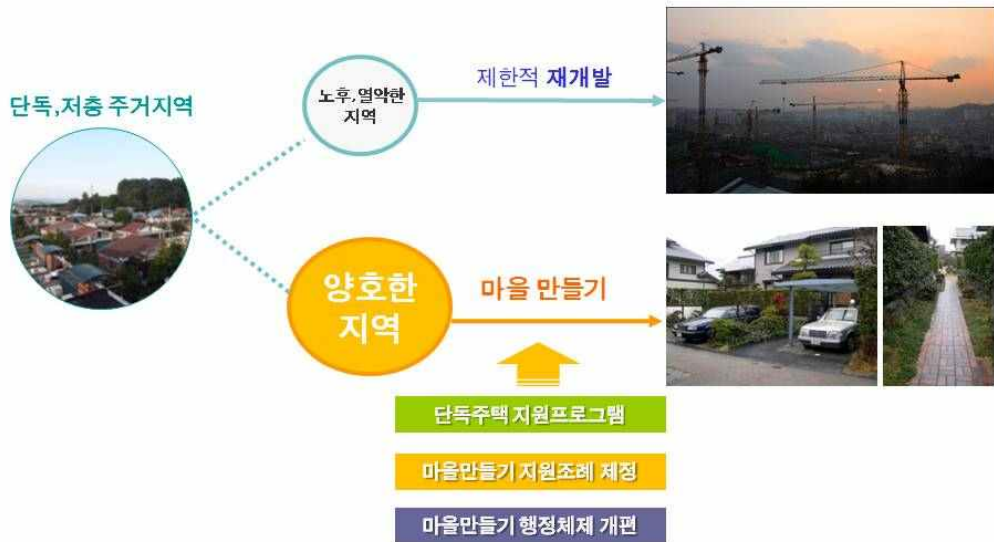 단독,저층 주거지역
노후,열악한
지역
제한적 재개발
양호한
지역
마을 만들기
단독주택 지원프로그램
마을만들기 지원조례 제정
마을만들기 행정체제 개편